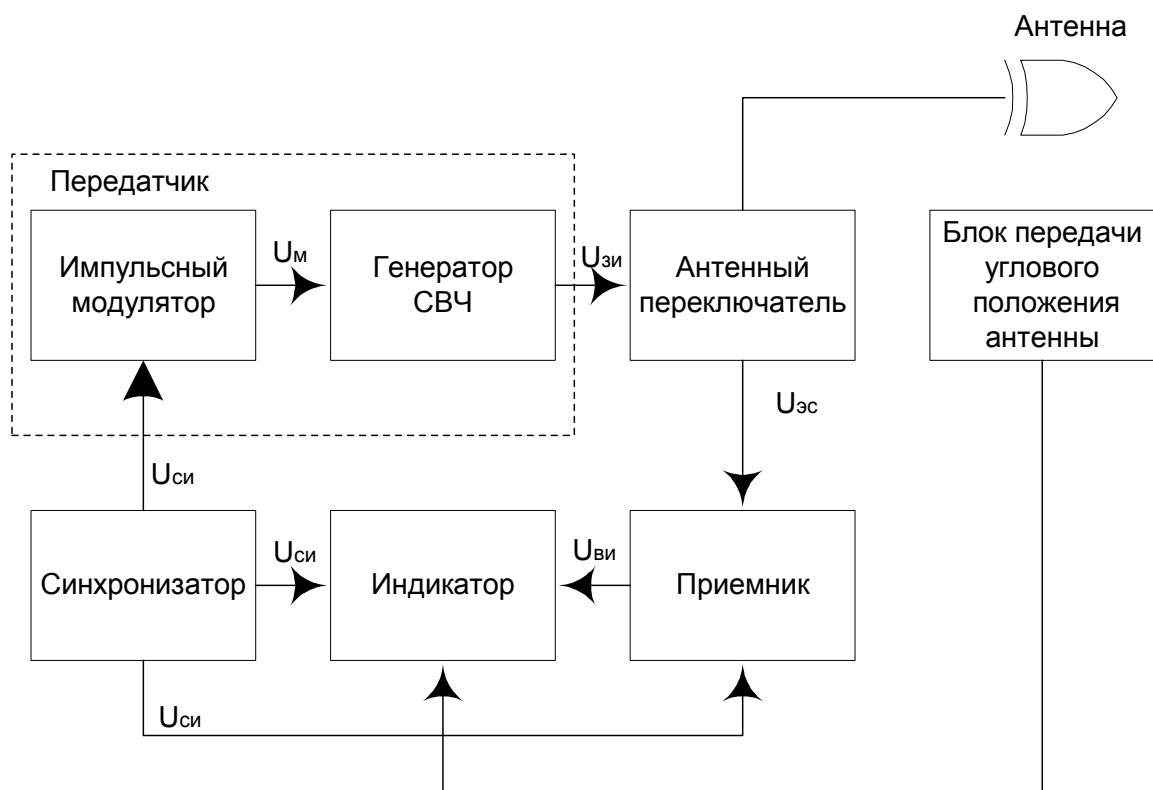 Антенна
Передатчик
Импульсный
модулятор
Uм
Генератор
СВЧ
Uзи
Антенный
переключатель
Блок передачи
углового
положения
антенны
Uэс
Uси
Синхронизатор
Uси
Индикатор
Uви
Приемник
Uси